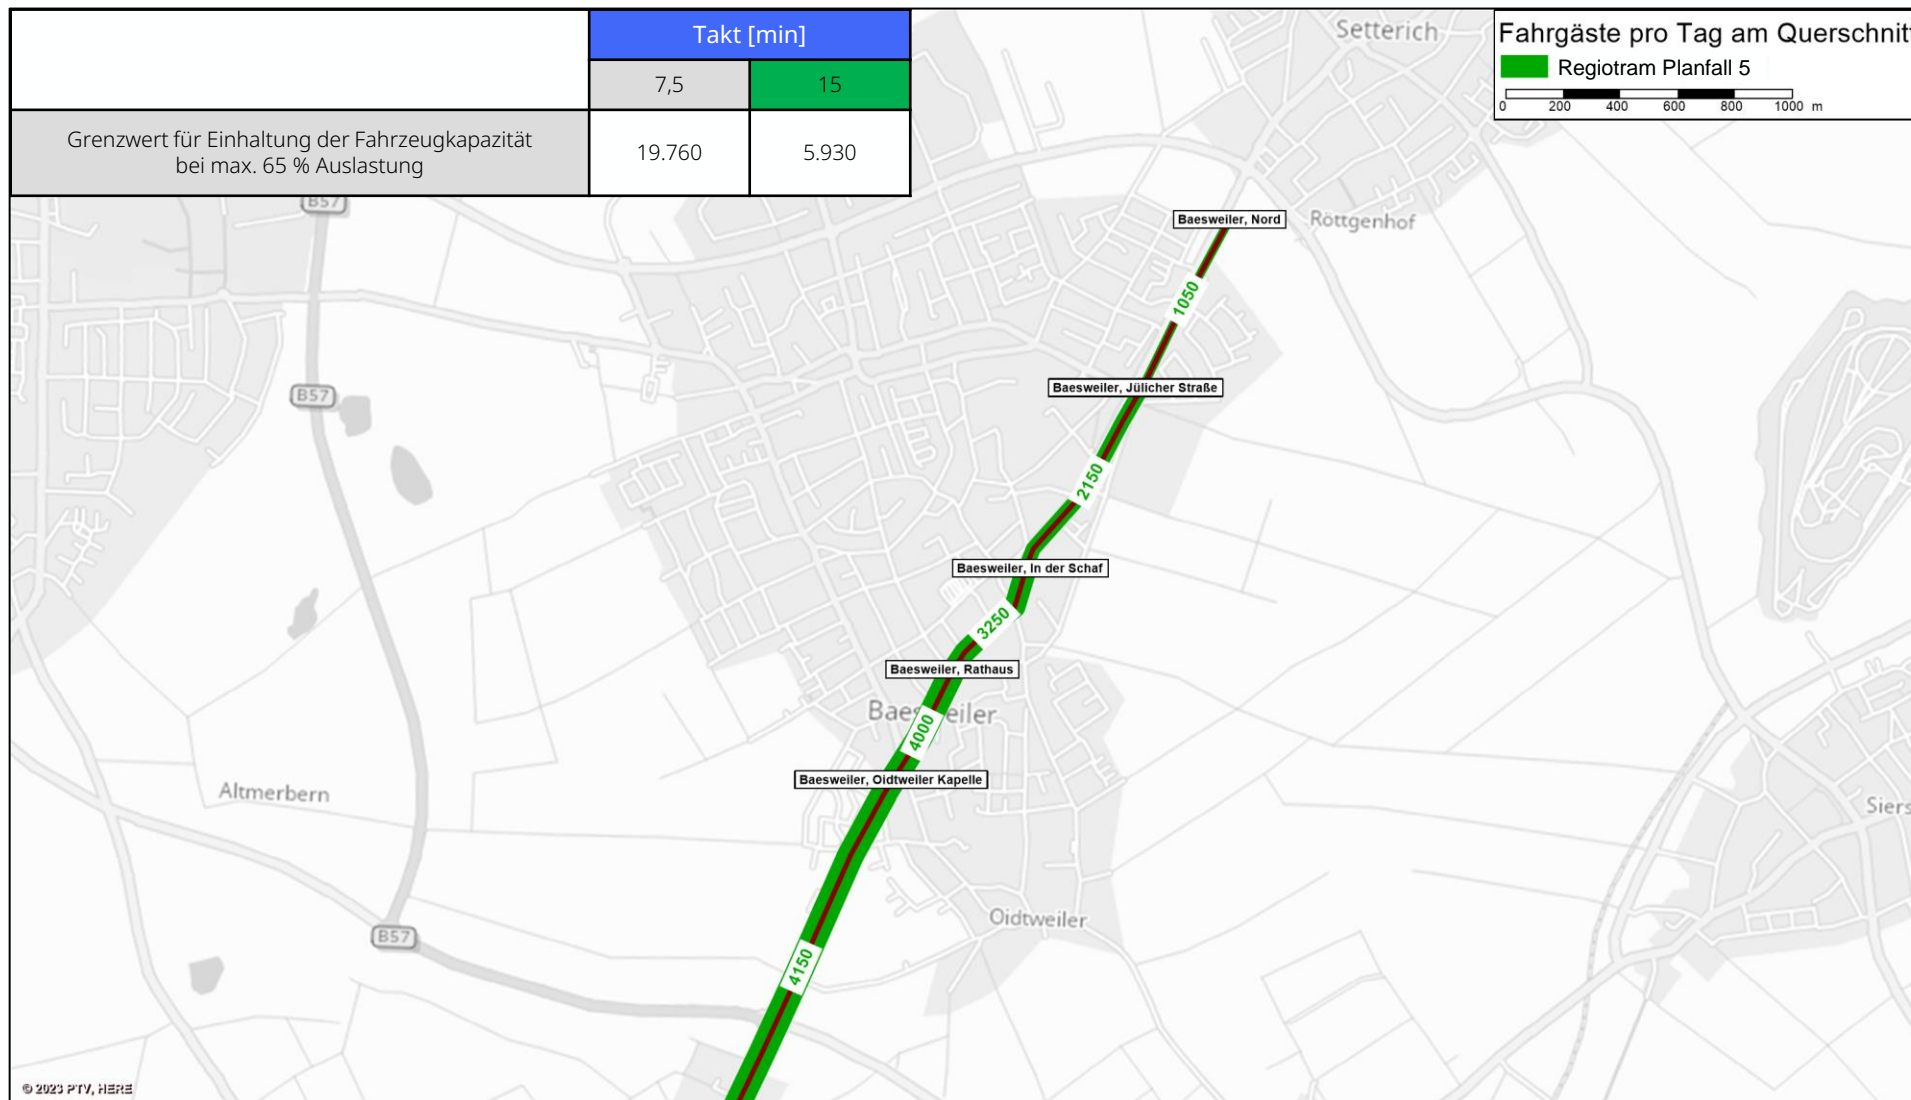 Takt [min]
7,5
15
Grenzwert für Einhaltung der Fahrzeugkapazität
bei max. 65 % Auslastung
19.760
5.930
Setterich
Fahrgäste pro Tag am Querschnitt
Regiotram Planfall 5
0 200 400 600 800 1000 m
B57
Baesweiler, Nord
Röttgenhof
1050
B57
Baesweiler, Jülicher Straße
2150
Baesweiler, In der Schaf
3250
Baesweiler, Rathaus
Baesweiler
4000
Baesweiler, Oidtweiler Kapelle
Altmerbern
Siers
Oidtweiler
B57
4150
© 2023 PTV, HERE